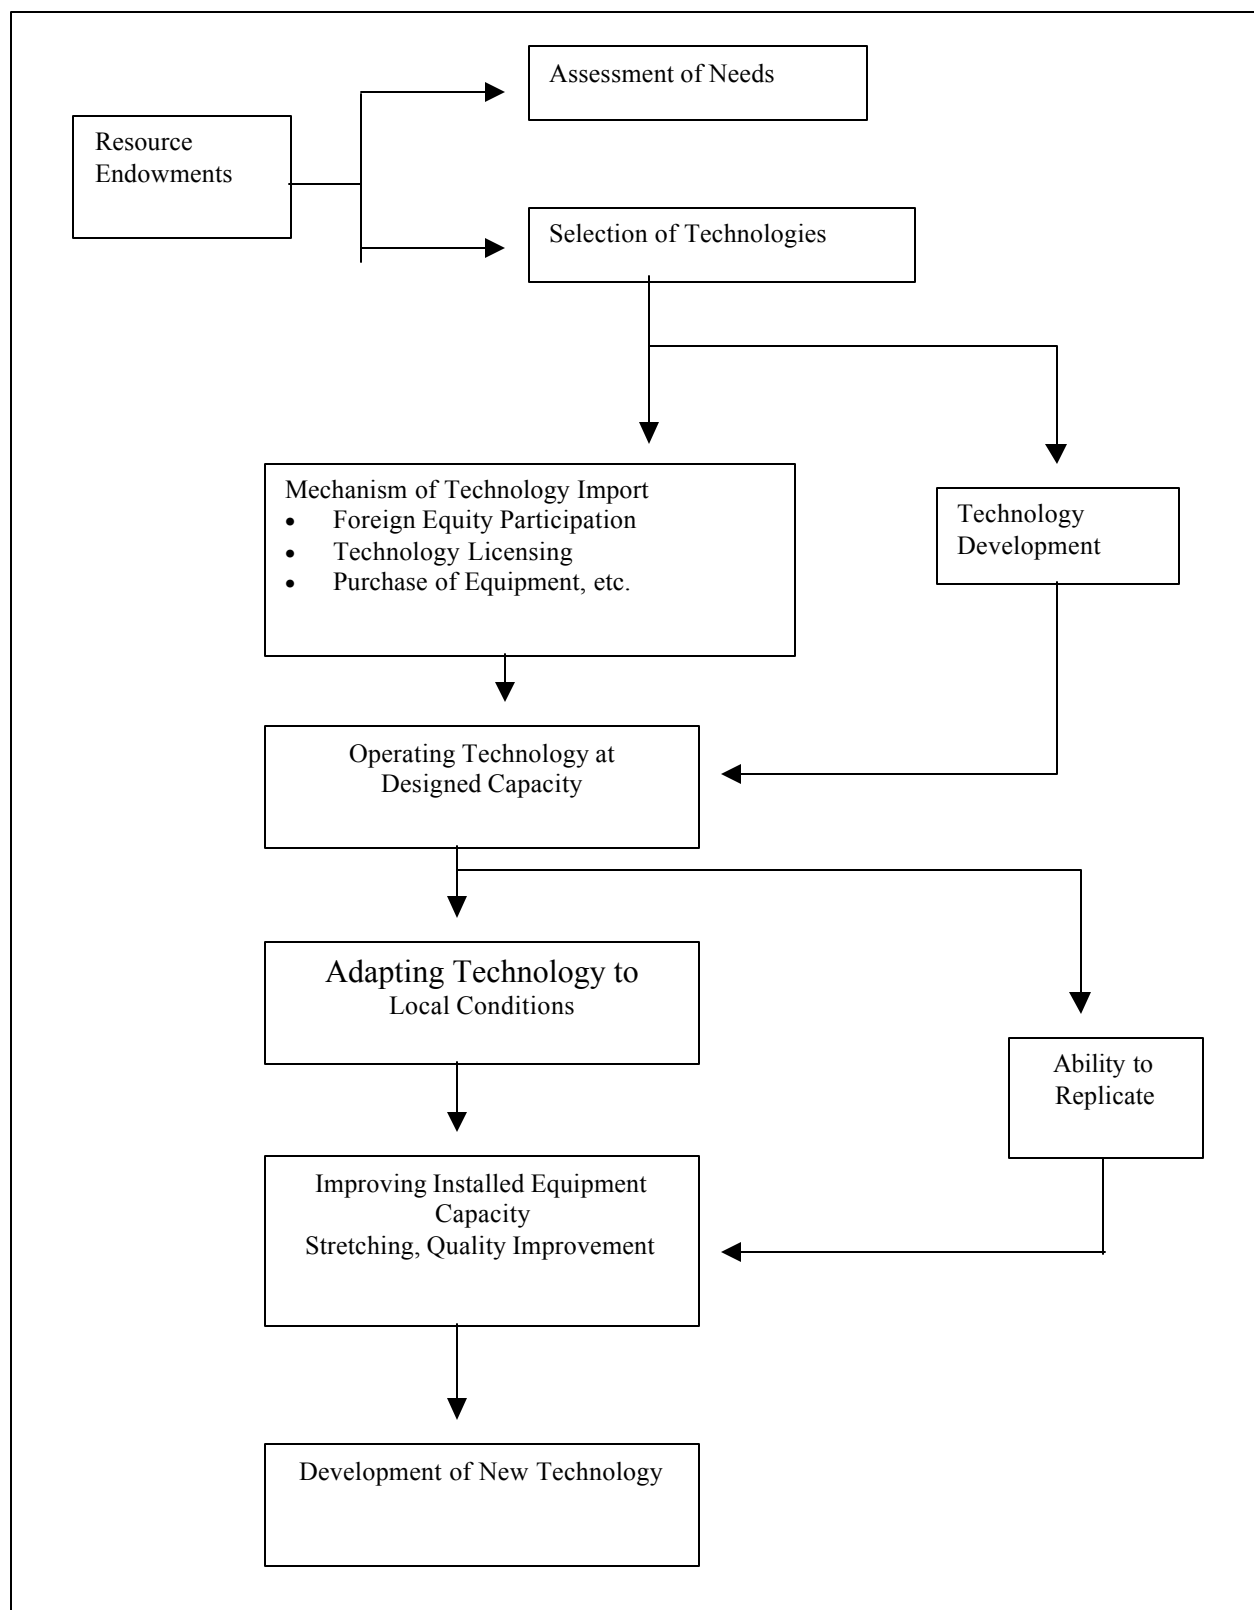 Assessment of Needs
Resource
Endowments
Selection of Technologies
Mechanism of Technology Import
• Foreign Equity Participation
• Technology Licensing
• Purchase of Equipment, etc.
Technology
Development
Operating Technology at
Designed Capacity
Adapting Technology to
Local Conditions
Ability to
Replicate
Improving Installed Equipment
Capacity
Stretching, Quality Improvement
Development of New Technology